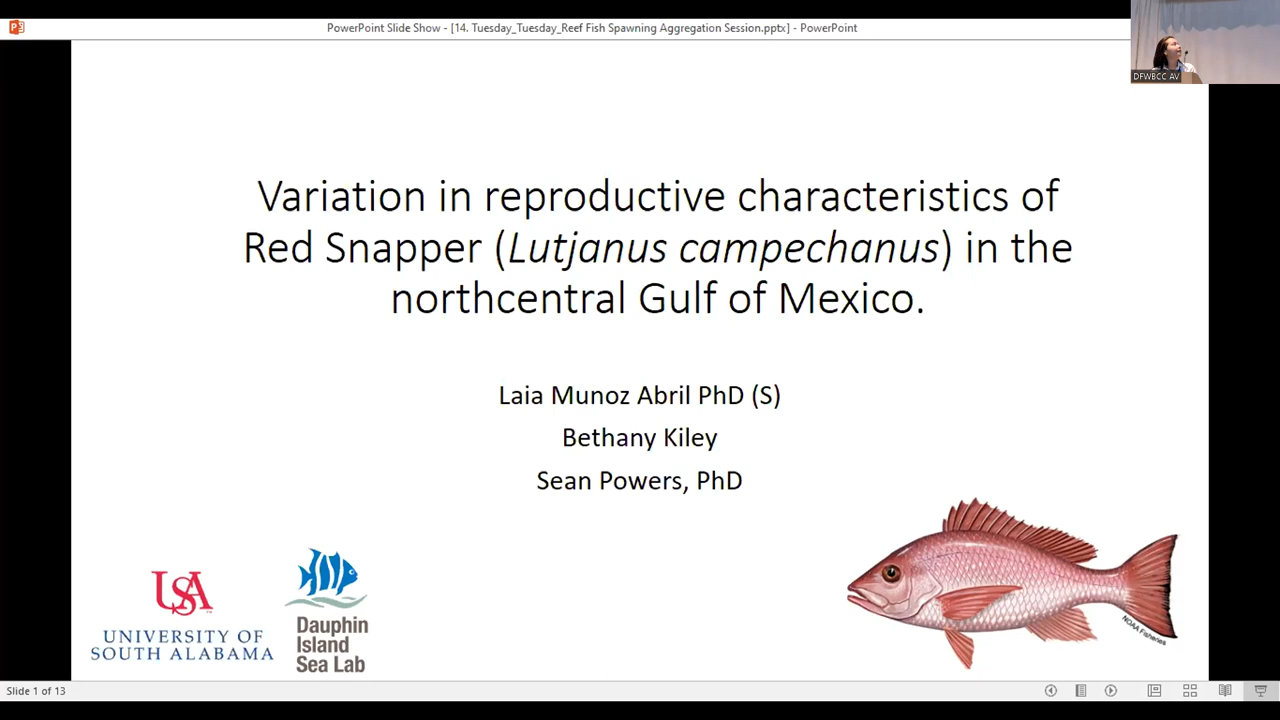 PowerPoint Slide Show - [14. Tuesday_Tuesday_Reef Fish Spawning Aggregation Session.pptx] - PowerPoint
DFWBCC AV
Variation in reproductive characteristics of
Red Snapper (Lutjanus campechanus) in the
northcentral Gulf of Mexico.
Laia Munoz Abril PhD (S)
Bethany Kiley
Sean Powers, PhD
USA
UNIVERSITY OF
SOUTH ALABAMA
Dauphin
Island
Sea Lab
NOAA Fisheries
Slide 1 of 13